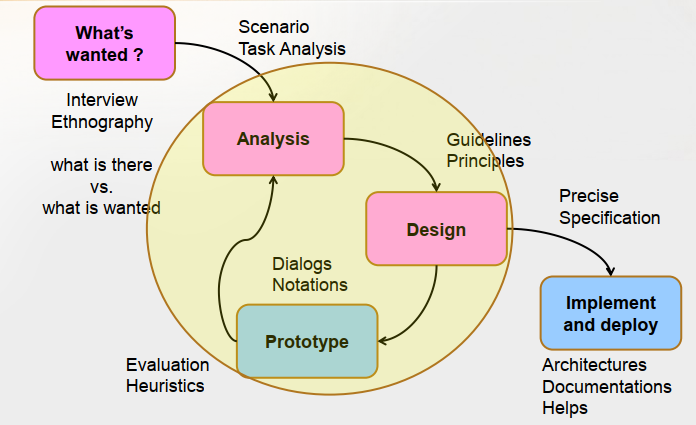 What's
wanted ?
Scenario
Task Analysis
Interview
Ethnography
what is there
vs.
what is wanted
Analysis
Guidelines
Principles
Design
Precise
Specification
Dialogs
Notations
Prototype
Implement
and deploy
Evaluation
Heuristics
Architectures
Documentations
Helps